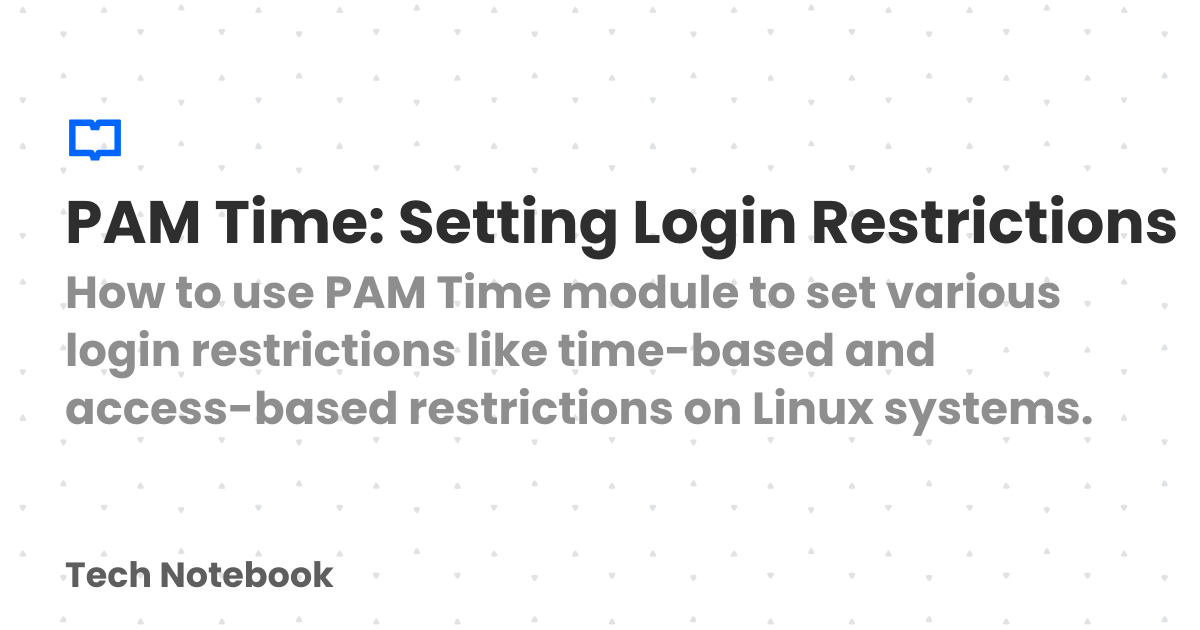 PAM Time: Setting Login Restrictions
How to use PAM Time module to set various
login restrictions like time-based and
access-based restrictions on Linux systems.
Tech Notebook